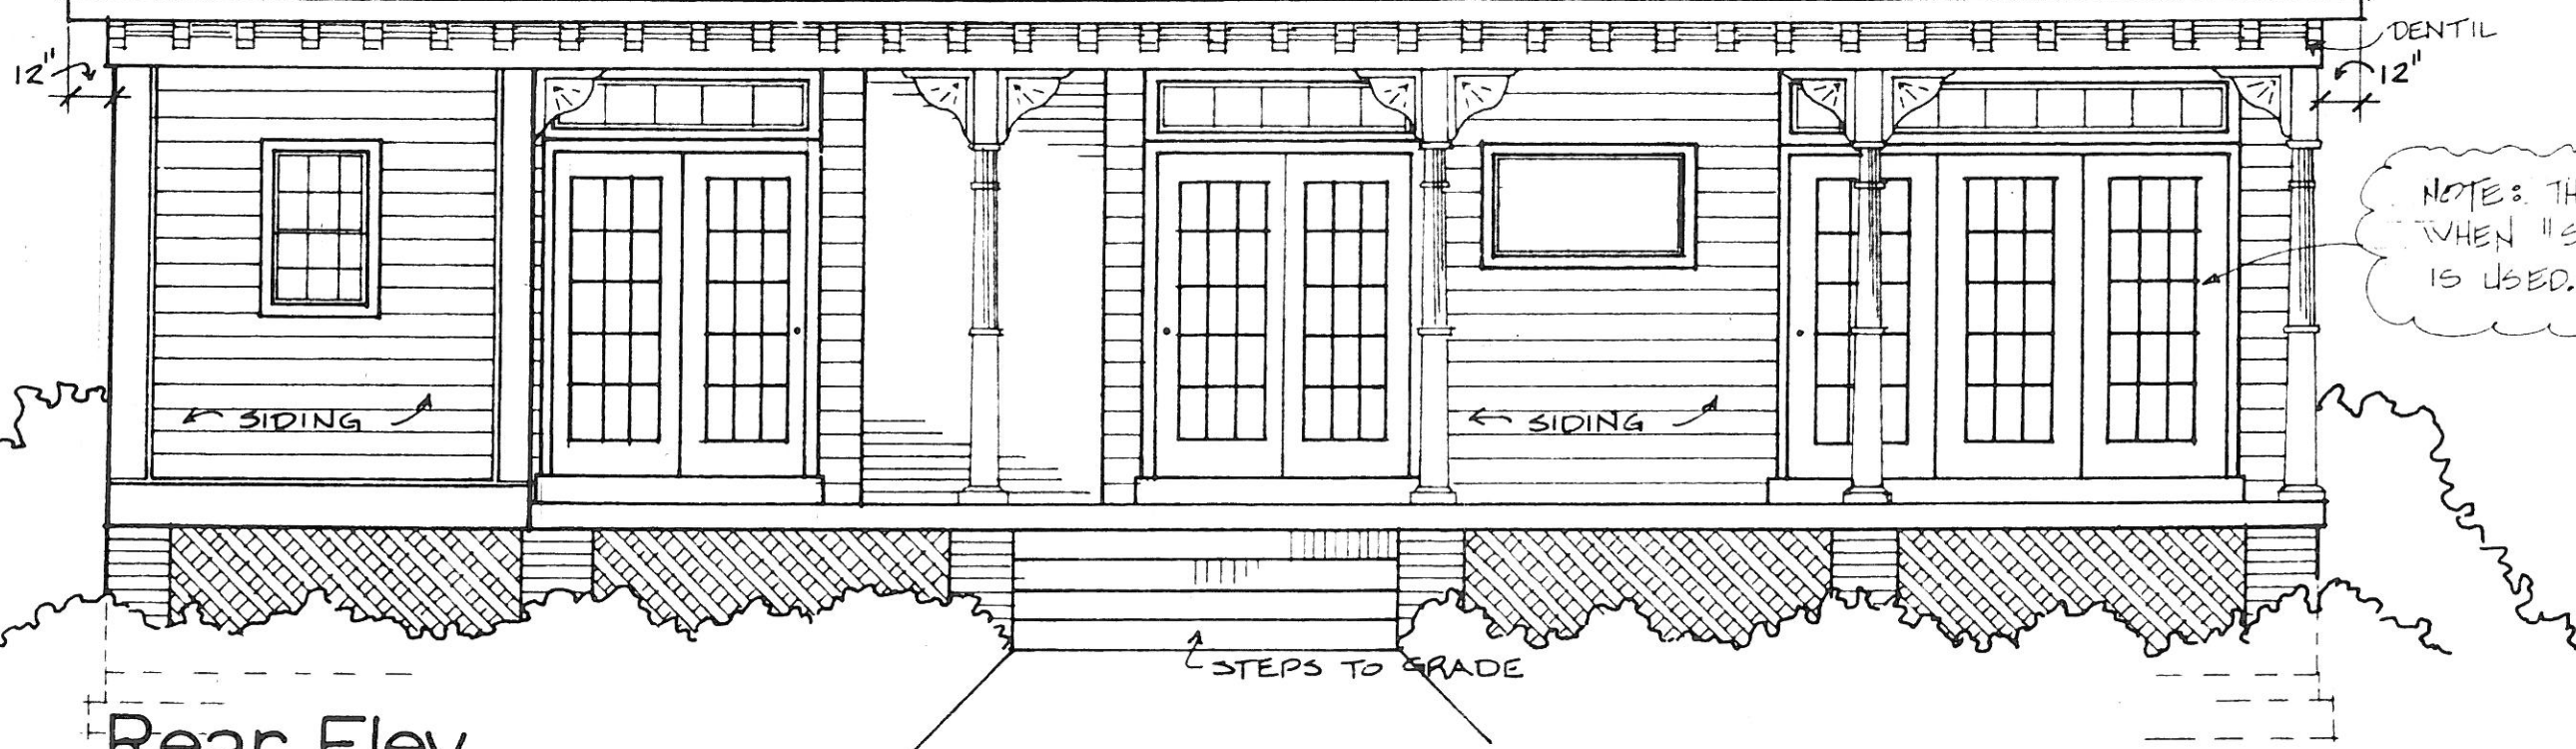 DENTIL
12"
12"
NOTE: TH
WHEN "S
IS USED.
SIDING
SIDING
STEPS TO GRADE
Rear Elev